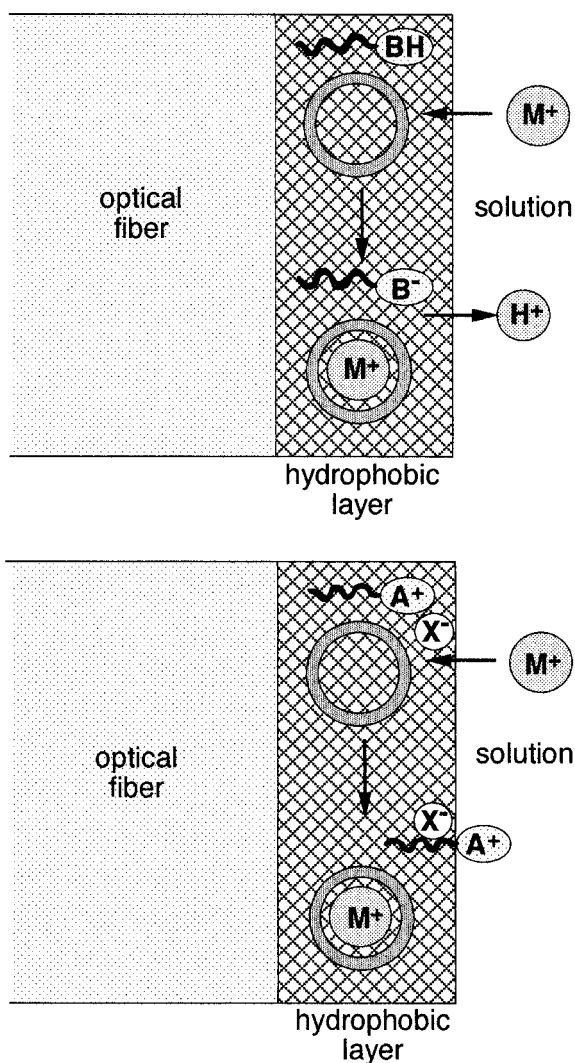 BH
M+
optical
fiber
solution
B-
H+
M+
hydrophobic
layer
A+
X-
M+
optical
fiber
solution
X-
A+
M+
hydrophobic
layer